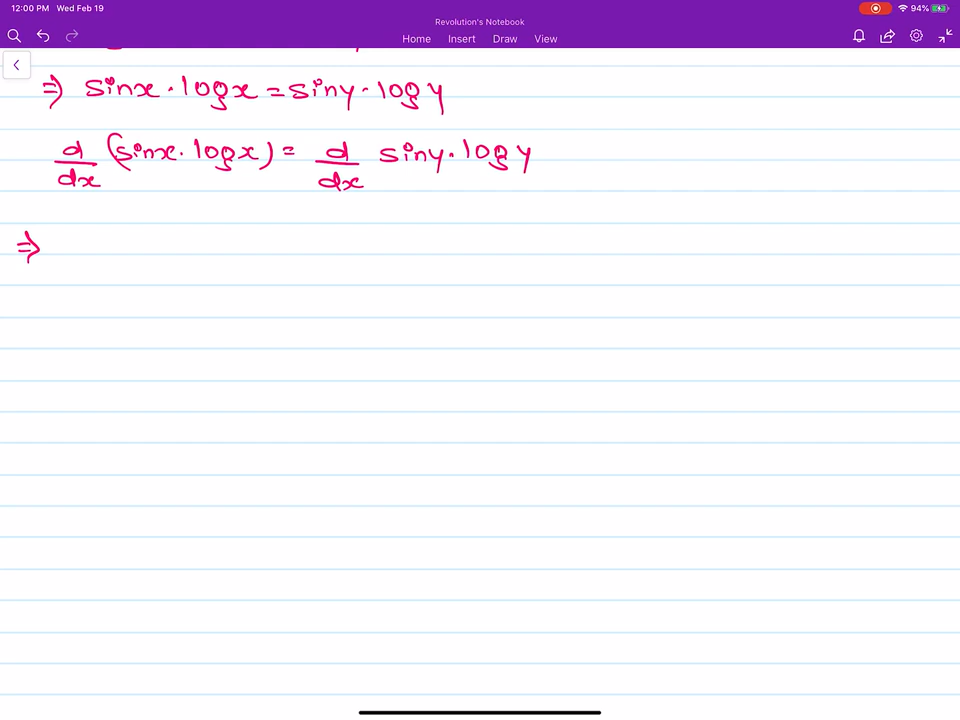 12:00 PM Wed Feb 19
94%
Revolution's Notebook
Home Insert Draw View
⇒ sinx · logx = siny · logy
d/dx (sinx · logx) = d/dx siny · logy
⇒